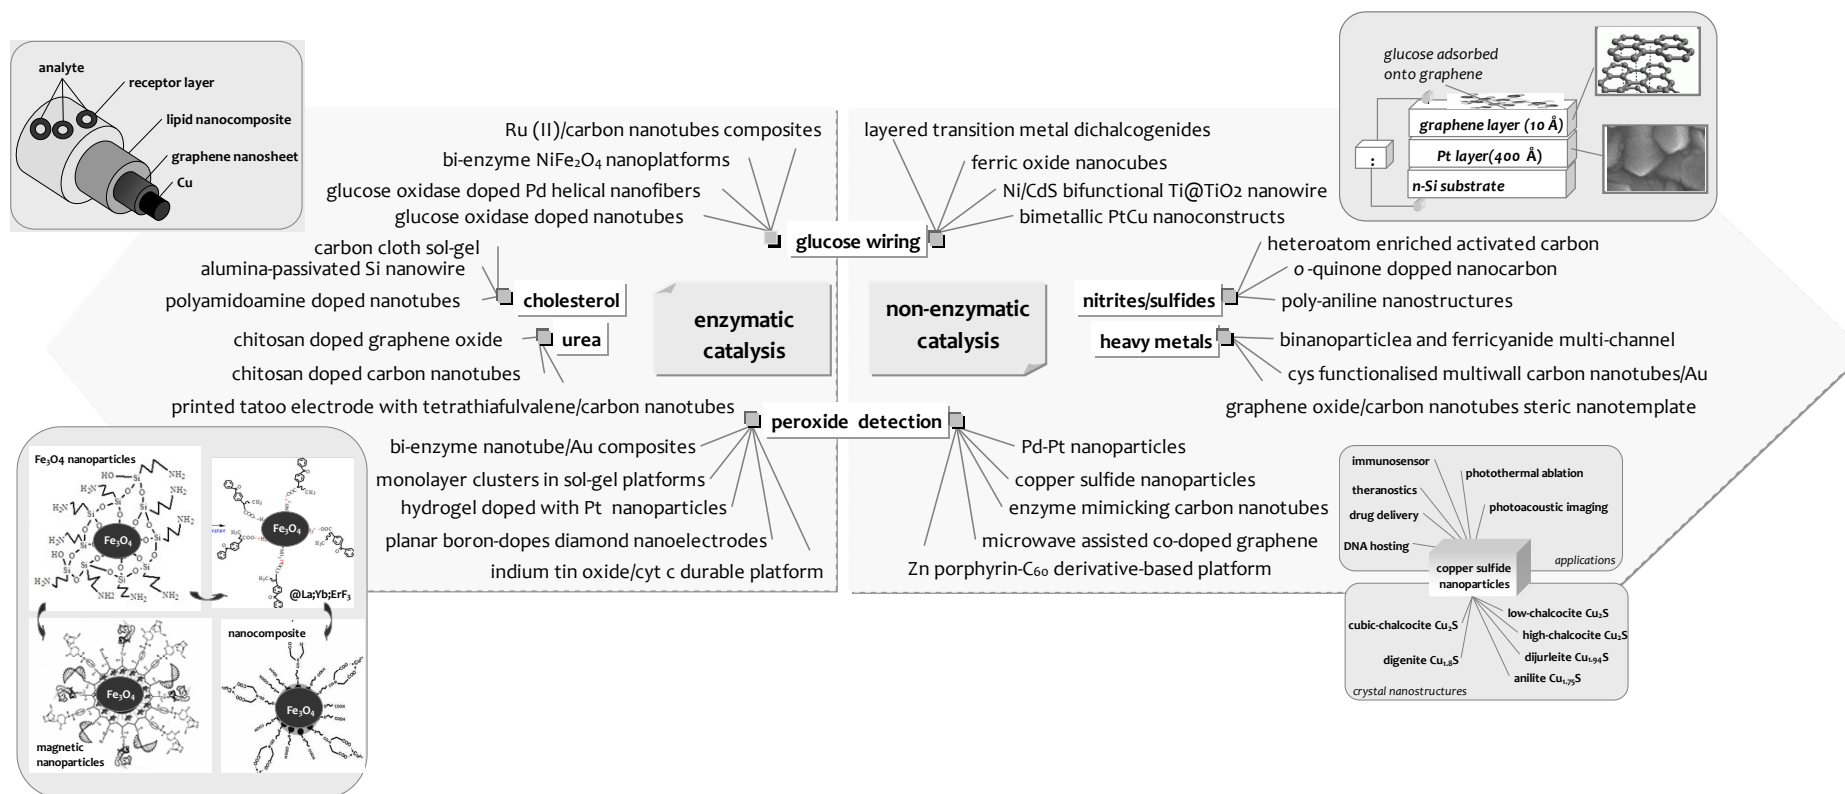 analyte
receptor layer
lipid nanocomposite
graphene nanosheet
Cu
Ru (II)/carbon nanotubes composites
bi-enzyme NiFe₂O₄ nanoplatforms
glucose oxidase doped Pd helical nanofibers
glucose oxidase doped nanotubes
glucose wiring
layered transition metal dichalcogenides
ferric oxide nanocubes
Ni/CdS bifunctional Ti@TiO2 nanowire
bimetallic PtCu nanoconstructs
glucose adsorbed
onto graphene
graphene layer (10 Å)
Pt layer(400 Å)
n-Si substrate
:
carbon cloth sol-gel
alumina-passivated Si nanowire
polyamidoamine doped nanotubes
cholesterol
chitosan doped graphene oxide
urea
chitosan doped carbon nanotubes
printed tatoo electrode with tetrathiafulvalene/carbon nanotubes
enzymatic
catalysis
non-enzymatic
catalysis
heteroatom enriched activated carbon
o-quinone dopped nanocarbon
nitrites/sulfides
poly-aniline nanostructures
heavy metals
binanoparticlea and ferricyanide multi-channel
cys functionalised multiwall carbon nanotubes/Au
graphene oxide/carbon nanotubes steric nanotemplate
peroxide detection
bi-enzyme nanotube/Au composites
monolayer clusters in sol-gel platforms
hydrogel doped with Pt nanoparticles
planar boron-dopes diamond nanoelectrodes
indium tin oxide/cyt c durable platform
Pd-Pt nanoparticles
copper sulfide nanoparticles
enzyme mimicking carbon nanotubes
microwave assisted co-doped graphene
Zn porphyrin-C₆₀ derivative-based platform
Fe₃O4 nanoparticles
Fe₃O₄
Fe₃O₄
@La;Yb;ErF₃
nanocomposite
Fe₃O₄
magnetic
nanoparticles
Fe₃O₄
immunosensor
photothermal ablation
theranostics
drug delivery
photoacoustic imaging
DNA hosting
applications
copper sulfide
nanoparticles
cubic-chalcocite Cu₂S
low-chalcocite Cu₂S
high-chalcocite Cu₂S
digenite Cu₁.₈S
dijurleite Cu₁.₉₄S
anilite Cu₁.₇₅S
crystal nanostructures